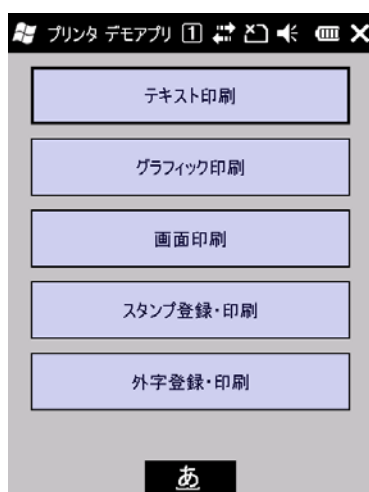 プリンタ デモアプリ 1
テキスト印刷
グラフィック印刷
画面印刷
スタンプ登録・印刷
外字登録・印刷
あ